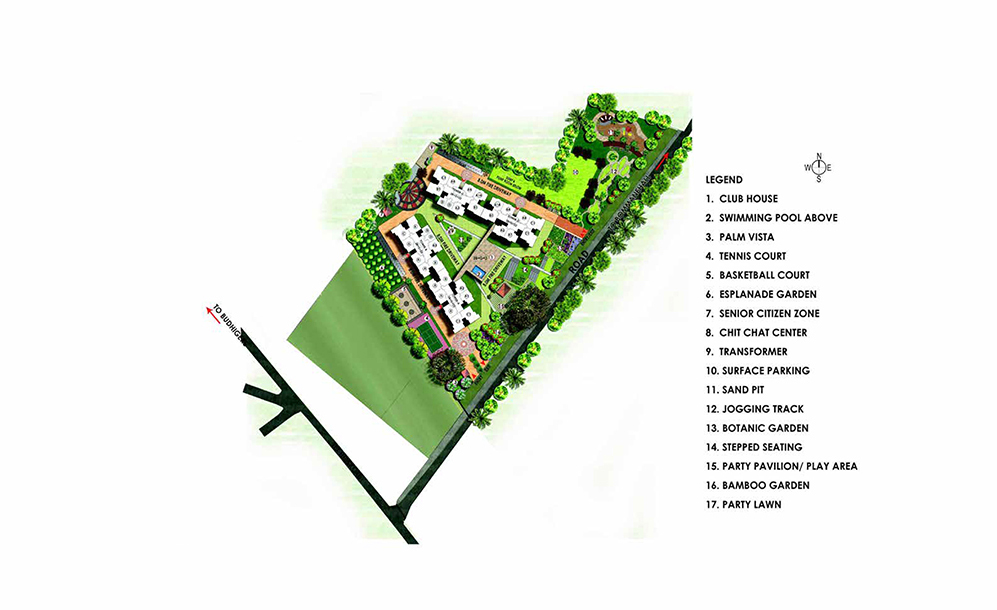 N
W E
S
LEGEND
1. CLUB HOUSE
2. SWIMMING POOL ABOVE
3. PALM VISTA
4. TENNIS COURT
5. BASKETBALL COURT
6. ESPLANADE GARDEN
7. SENIOR CITIZEN ZONE
8. CHIT CHAT CENTER
9. TRANSFORMER
10. SURFACE PARKING
11. SAND PIT
12. JOGGING TRACK
13. BOTANIC GARDEN
14. STEPPED SEATING
15. PARTY PAVILION/ PLAY AREA
16. BAMBOO GARDEN
17. PARTY LAWN
DRIVEWAY
ROAD
TO